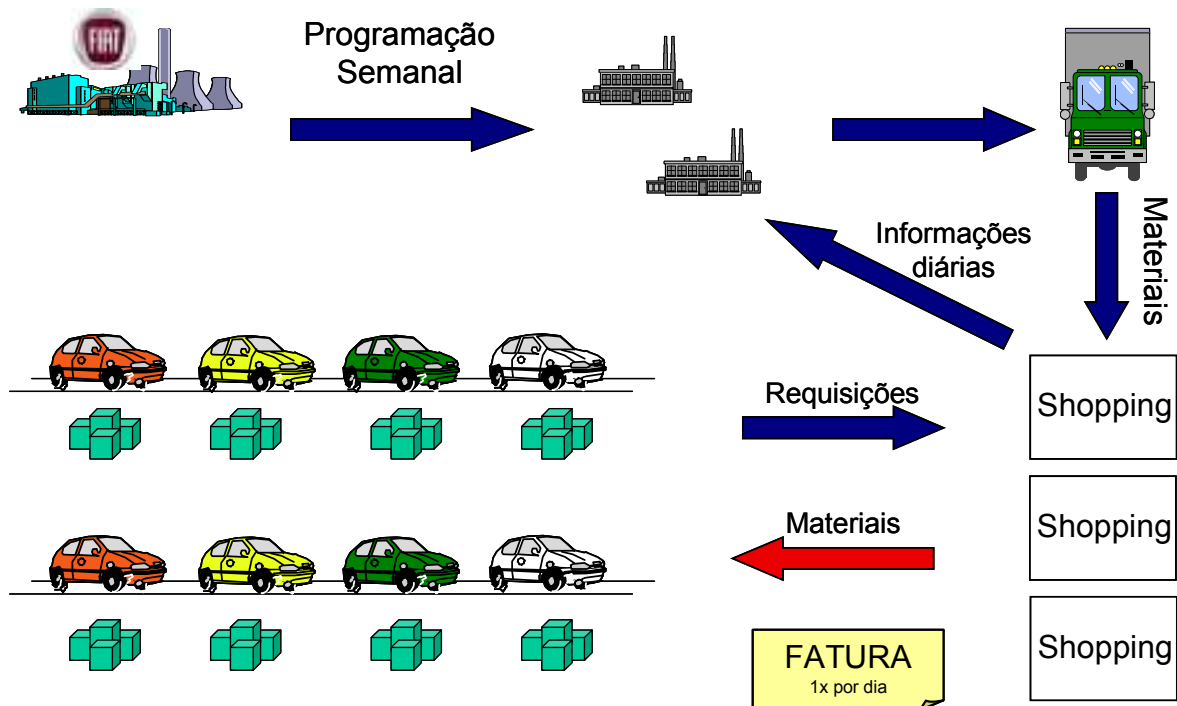 FIAT
Programação
Semanal
Materiais
Informações
diárias
Requisições
Shopping
Materiais
Shopping
FATURA
1x por dia
Shopping